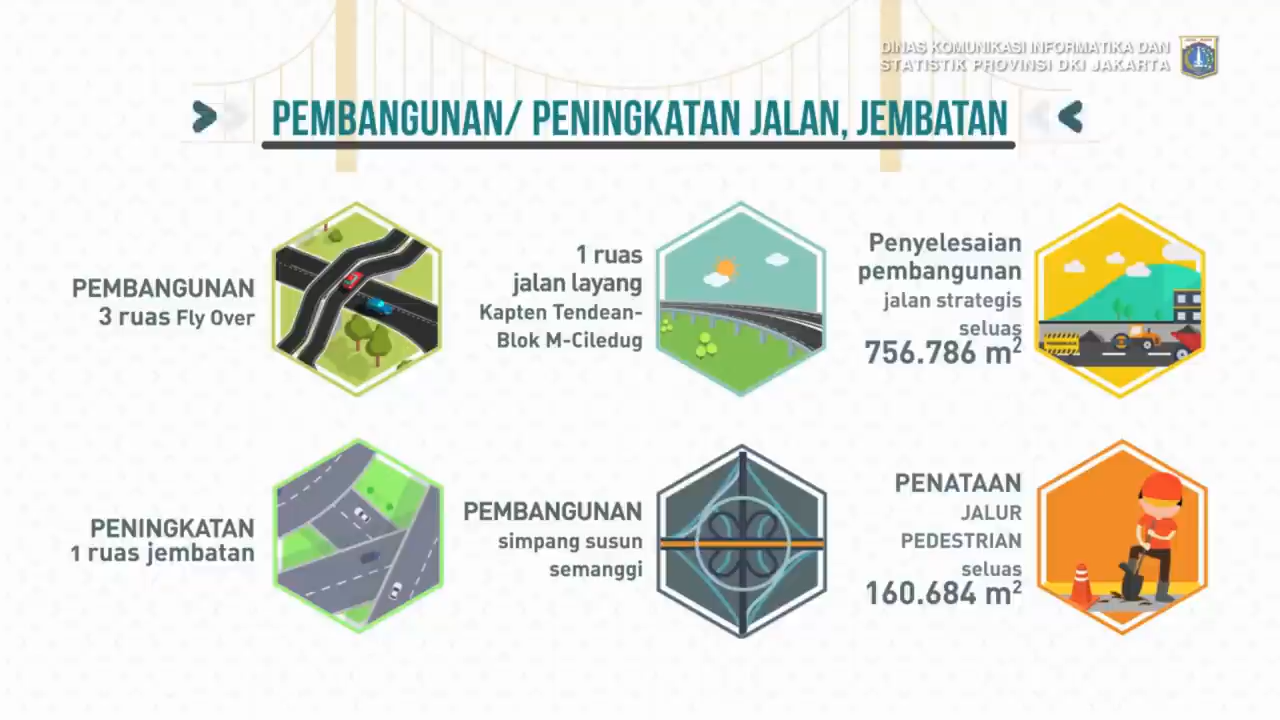 DINAS KOMUNIKASI INFORMATIKA DAN
STATISTIK PROVINSI DKI JAKARTA
PEMBANGUNAN/ PENINGKATAN JALAN, JEMBATAN
PEMBANGUNAN
3 ruas Fly Over
1 ruas
jalan layang
Kapten Tendean-
Blok M-Ciledug
Penyelesaian
pembangunan
jalan strategis
seluas
756.786 m²
PENINGKATAN
1 ruas jembatan
PEMBANGUNAN
simpang susun
semanggi
PENATAAN
JALUR
PEDESTRIAN
seluas
160.684 m²